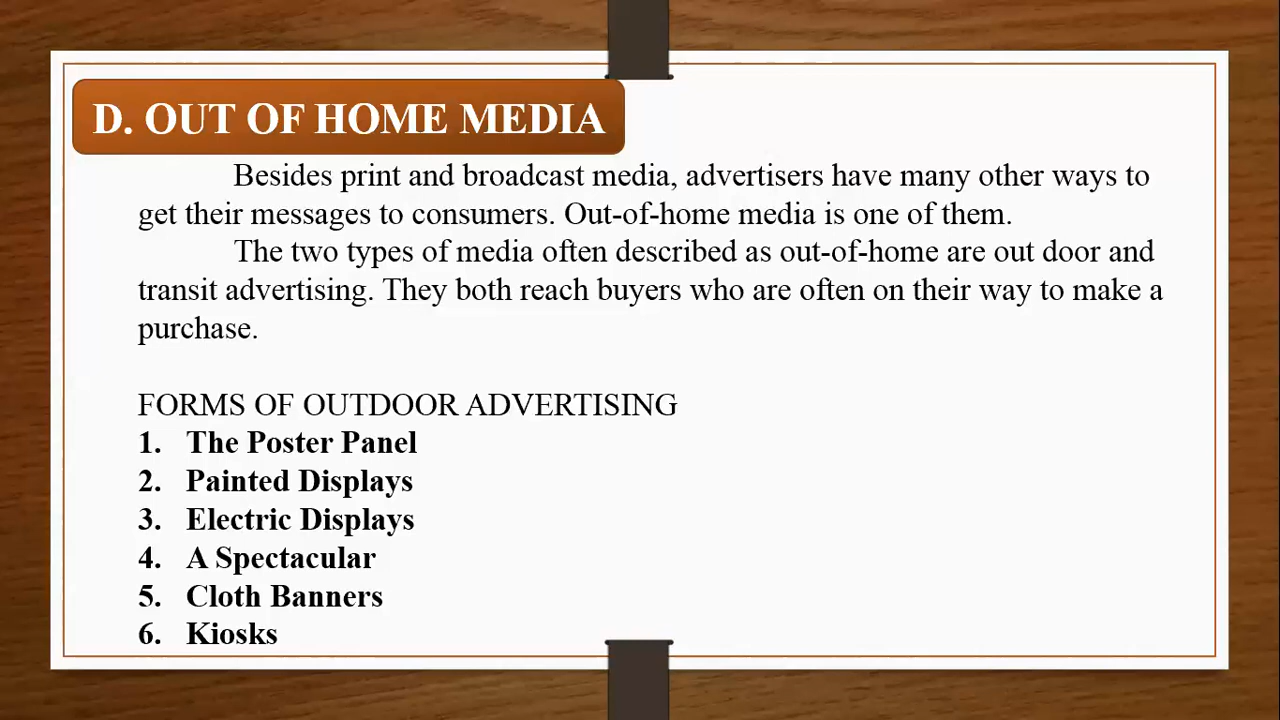 D. OUT OF HOME MEDIA
Besides print and broadcast media, advertisers have many other ways to
get their messages to consumers. Out-of-home media is one of them.
The two types of media often described as out-of-home are out door and
transit advertising. They both reach buyers who are often on their way to make a
purchase.
FORMS OF OUTDOOR ADVERTISING
1. The Poster Panel
2. Painted Displays
3. Electric Displays
4. A Spectacular
5. Cloth Banners
6. Kiosks